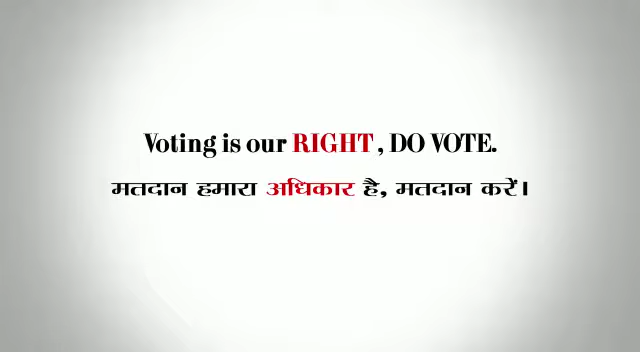 Voting is our RIGHT , DO VOTE.
मतदान हमारा अधिकार है, मतदान करें।